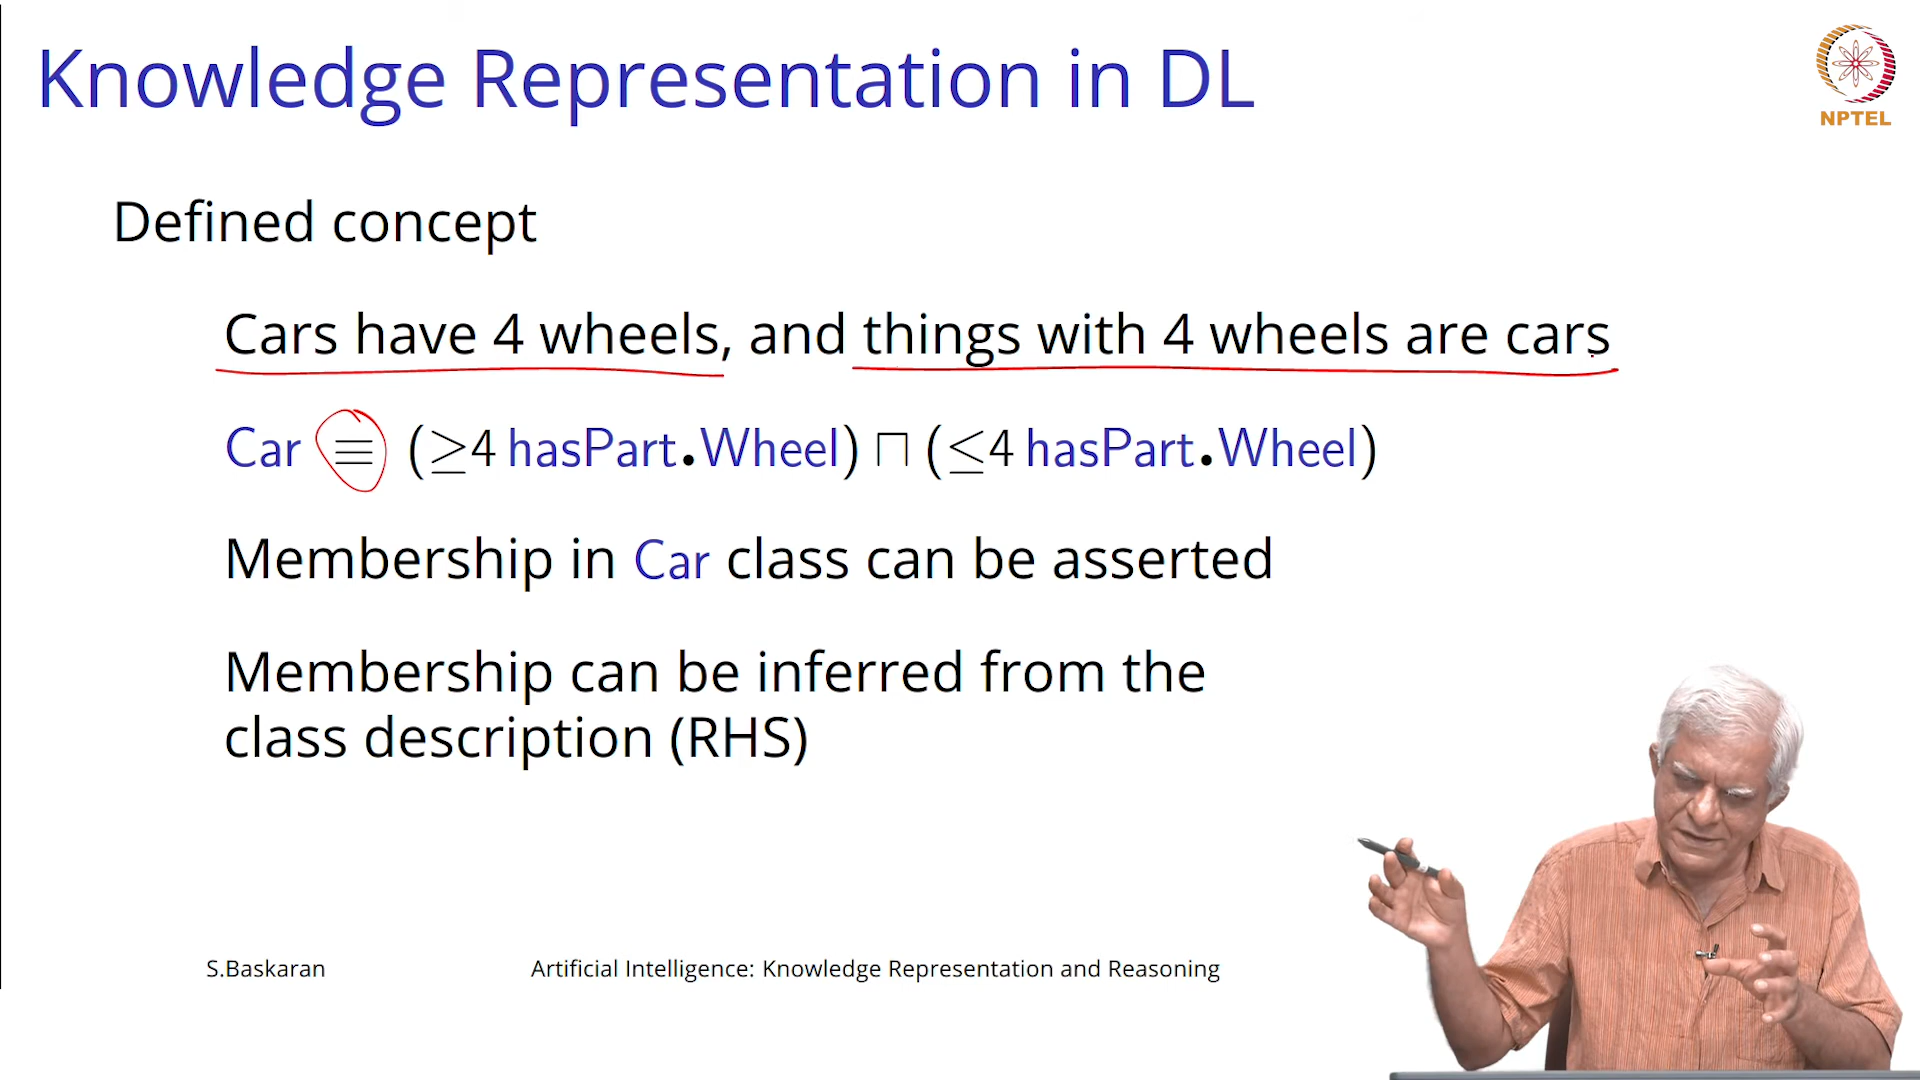 Knowledge Representation in DL
NPTEL
Defined concept
Cars have 4 wheels, and things with 4 wheels are cars
Car ≡ (≥4 hasPart.Wheel) ⊓ (≤4 hasPart.Wheel)
Membership in Car class can be asserted
Membership can be inferred from the
class description (RHS)
S.Baskaran
Artificial Intelligence: Knowledge Representation and Reasoning